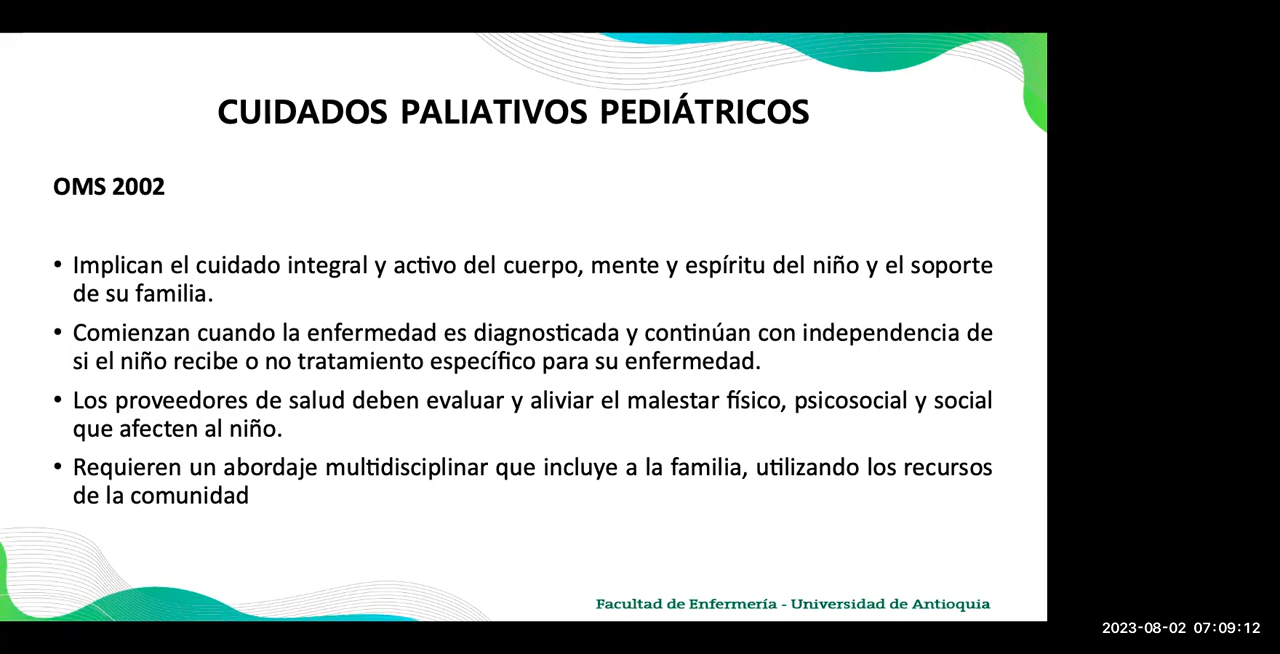 CUIDADOS PALIATIVOS PEDIÁTRICOS
OMS 2002
• Implican el cuidado integral y activo del cuerpo, mente y espíritu del niño y el soporte
de su familia.
• Comienzan cuando la enfermedad es diagnosticada y continúan con independencia de
si el niño recibe o no tratamiento específico para su enfermedad.
• Los proveedores de salud deben evaluar y aliviar el malestar físico, psicosocial y social
que afecten al niño.
• Requieren un abordaje multidisciplinar que incluye a la familia, utilizando los recursos
de la comunidad
Facultad de Enfermería - Universidad de Antioquia
2023-08-02 07:09:12